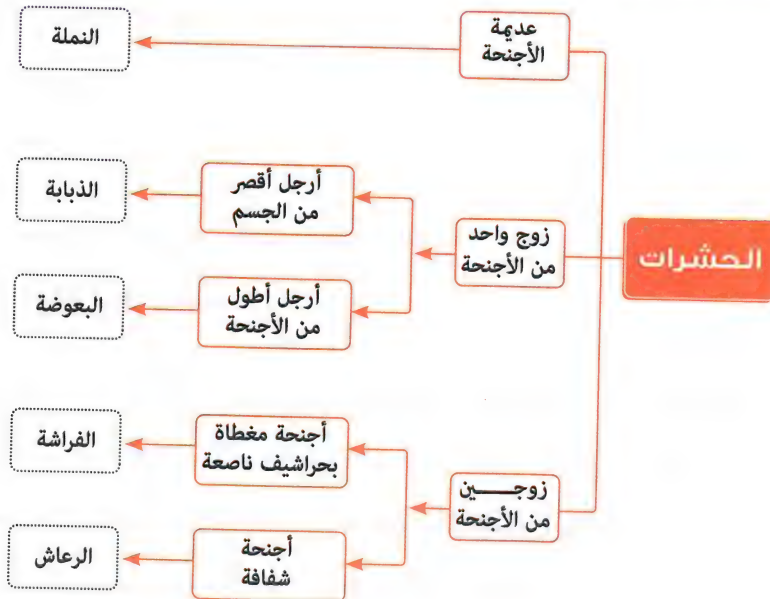 الحشرات
عديمة
الأجنحة
النملة
زوج واحد
من الأجنحة
أرجل أقصر
من الجسم
الذبابة
أرجل أطول
من الأجنحة
البعوضة
زوجــــين
من الأجنحة
أجنحة مغطاة
بحراشيف ناصعة
الفراشة
أجنحة
شفافة
الرعاش